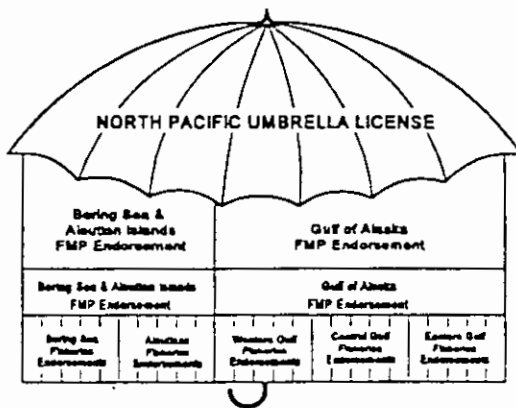 NORTH PACIFIC UMBRELLA LICENSE
Bering Sea &
Aleutian Islands
FMP Endorsement
Gulf of Alaska
FMP Endorsement
Bering Sea & Aleutian Islands
FMP Endorsement
Gulf of Alaska
FMP Endorsement
Bering Sea
Fisheries
Endorsements
Aleutians
Fisheries
Endorsements
Western Gulf
Fisheries
Endorsements
Central Gulf
Fisheries
Endorsements
Eastern Gulf
Fisheries
Endorsements